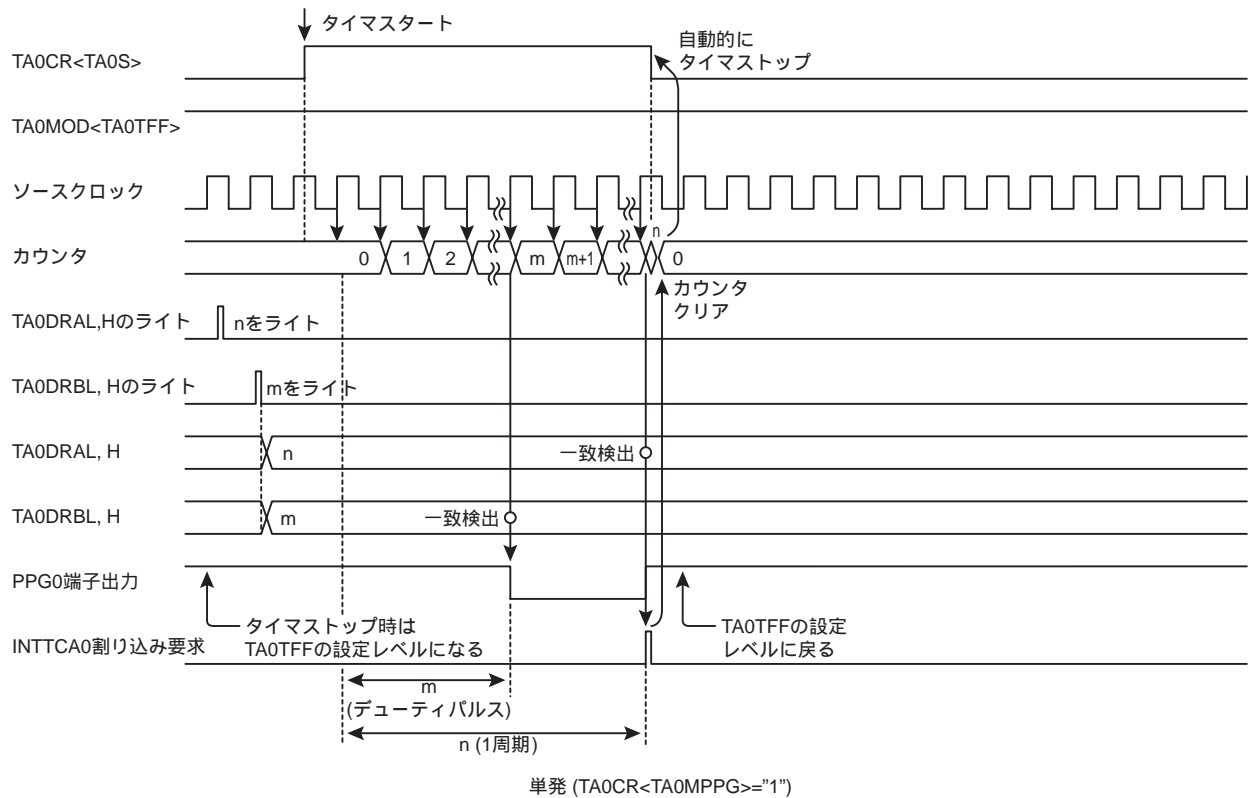 タイマスタート
TA0CR<TA0S>
自動的に
タイマストップ
TA0MOD<TA0TFF>
ソースクロック
カウンタ
0 1 2 m m+1 n 0
カウンタ
クリア
TA0DRAL,Hのライト nをライト
TA0DRBL, Hのライト mをライト
TA0DRAL, H n 一致検出
TA0DRBL, H m 一致検出
PPG0端子出力
タイマストップ時は
TA0TFFの設定レベルになる
TA0TFFの設定
レベルに戻る
INTTCA0割り込み要求
m
(デューティパルス)
n (1周期)
単発 (TA0CR<TA0MPPG>="1")